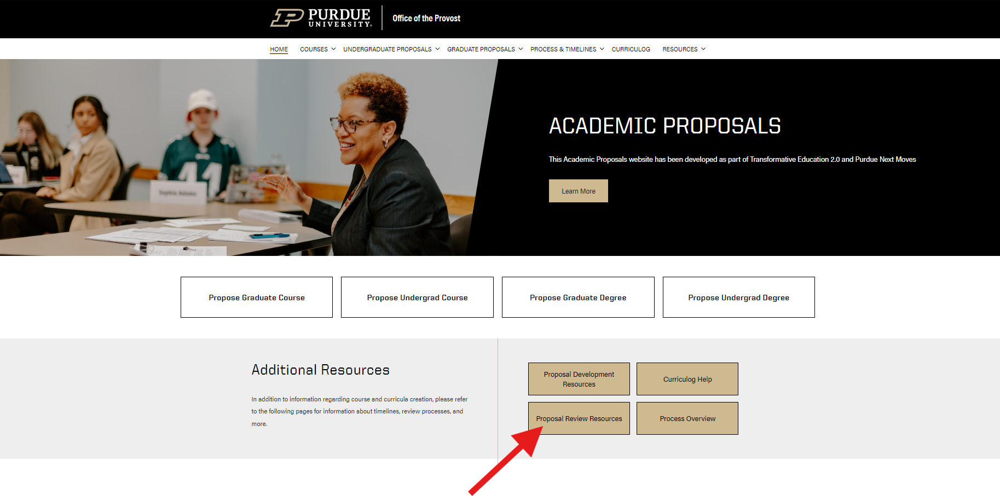 PURDUE
UNIVERSITY®
Office of the Provost
HOME
COURSES
UNDERGRADUATE PROPOSALS
GRADUATE PROPOSALS
PROCESS & TIMELINES
CURRICULOG
RESOURCES
41
Sophia Adams
ACADEMIC PROPOSALS
This Academic Proposals website has been developed as part of Transformative Education 2.0 and Purdue Next Moves
Learn More
Propose Graduate Course
Propose Undergrad Course
Propose Graduate Degree
Propose Undergrad Degree
Additional Resources
In addition to information regarding course and curricula creation, please refer
to the following pages for information about timelines, review processes, and
more.
Proposal Development
Resources
Curriculog Help
Proposal Review Resources
Process Overview